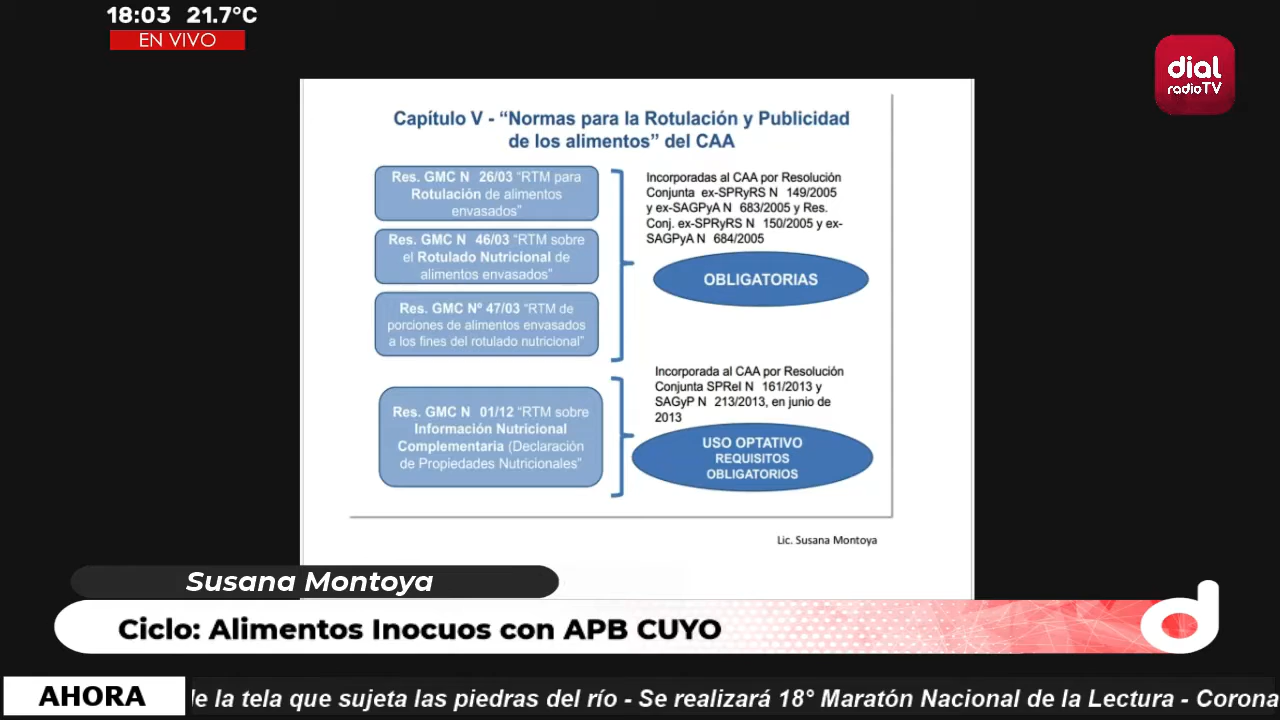 18:03 21.7°C
EN VIVO
dial
radioTV
Capítulo V - “Normas para la Rotulación y Publicidad
de los alimentos” del CAA
Res. GMC N 26/03 “RTM para
Rotulación de alimentos
envasados”
Res. GMC N 46/03 “RTM sobre
el Rotulado Nutricional de
alimentos envasados”
Res. GMC Nº 47/03 “RTM de
porciones de alimentos envasados
a los fines del rotulado nutricional”
Incorporadas al CAA por Resolución
Conjunta ex-SPRyRS N 149/2005
y ex-SAGPyA N 683/2005 y Res.
Conj. ex-SPRyRS N 150/2005 y ex-
SAGPyA N 684/2005
OBLIGATORIAS
Res. GMC N 01/12 “RTM sobre
Información Nutricional
Complementaria (Declaración
de Propiedades Nutricionales”
Incorporada al CAA por Resolución
Conjunta SPReI N 161/2013 y
SAGyP N 213/2013, en junio de
2013
USO OPTATIVO
REQUISITOS
OBLIGATORIOS
Lic. Susana Montoya
Susana Montoya
Ciclo: Alimentos Inocuos con APB CUYO
d
AHORA
de la tela que sujeta las piedras del río - Se realizará 18° Maratón Nacional de la Lectura - Corona